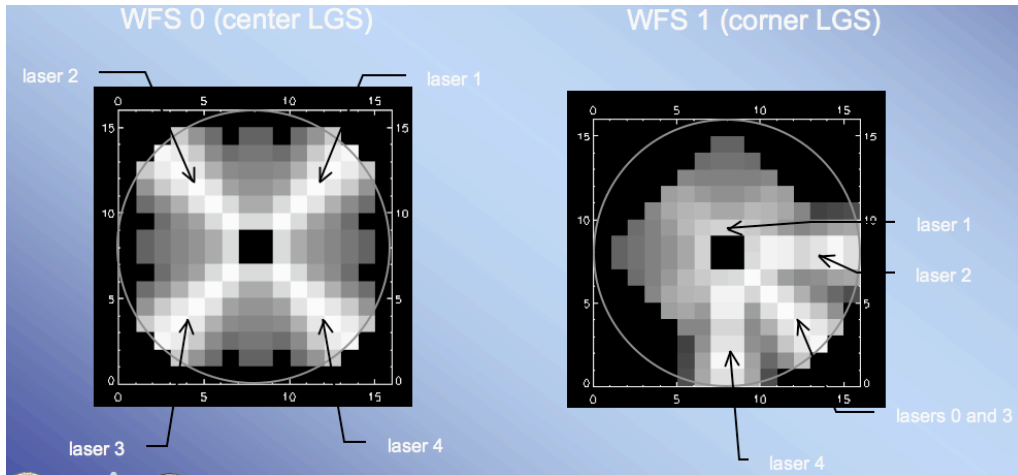 WFS 0 (center LGS)
WFS 1 (corner LGS)
laser 2
laser 1
0 5 10 15
15 15
10 10
5 5
0 0
0 5 10 15
laser 3
laser 4
0 5 10 15
15 15
10 10
5 5
0 0
0 5 10 15
laser 1
laser 2
lasers 0 and 3
laser 4